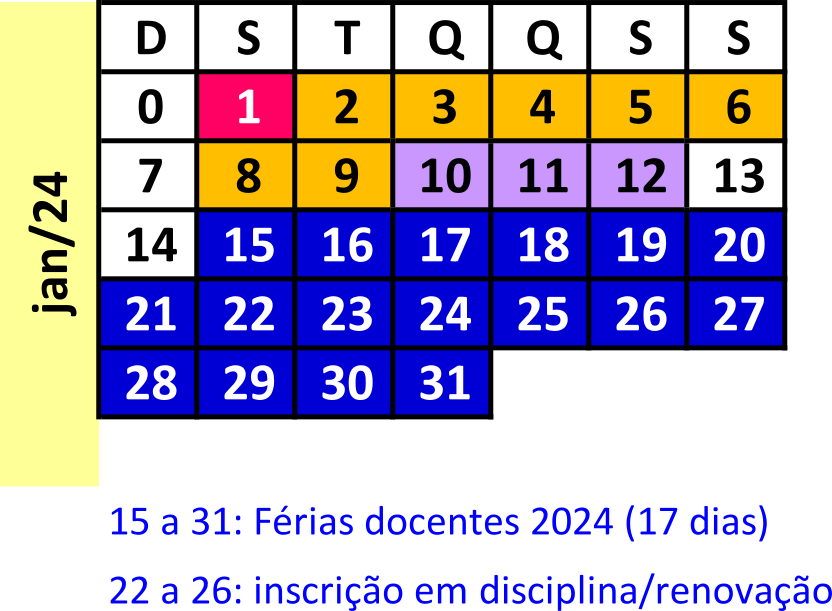 jan/24
D S T Q Q S S
0 1 2 3 4 5 6
7 8 9 10 11 12 13
14 15 16 17 18 19 20
21 22 23 24 25 26 27
28 29 30 31
15 a 31: Férias docentes 2024 (17 dias)
22 a 26: inscrição em disciplina/renovação